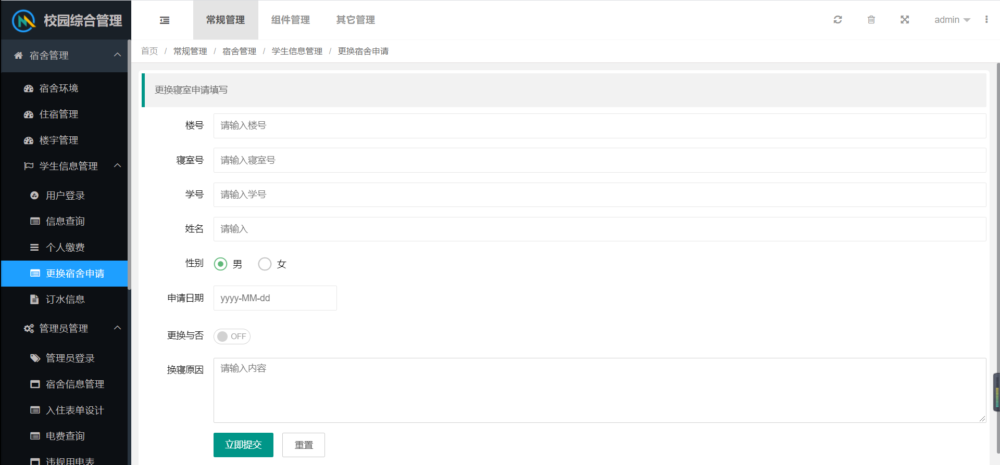 校园综合管理
常规管理 组件管理 其它管理 admin
首页 / 常规管理 / 宿舍管理 / 学生信息管理 / 更换宿舍申请
宿舍管理
宿舍环境
住宿管理
楼宇管理
学生信息管理
用户登录
信息查询
个人缴费
更换宿舍申请
订水信息
管理员管理
管理员登录
宿舍信息管理
入住表单设计
电费查询
违规用电表
更换寝室申请填写
楼号 请输入楼号
寝室号 请输入寝室号
学号 请输入学号
姓名 请输入
性别 男 女
申请日期 yyyy-MM-dd
更换与否 OFF
换寝原因 请输入内容
立即提交 重置